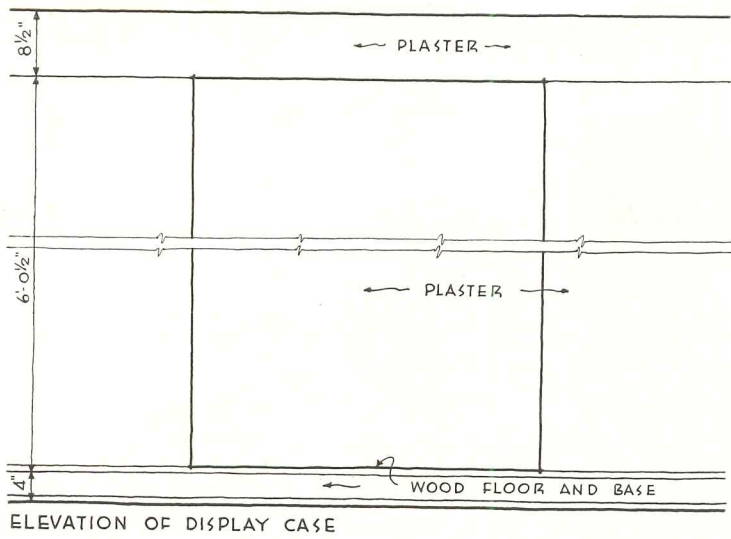 8½"
← PLASTER →
6'-0½"
← PLASTER →
4"
← WOOD FLOOR AND BASE
ELEVATION OF DISPLAY CASE